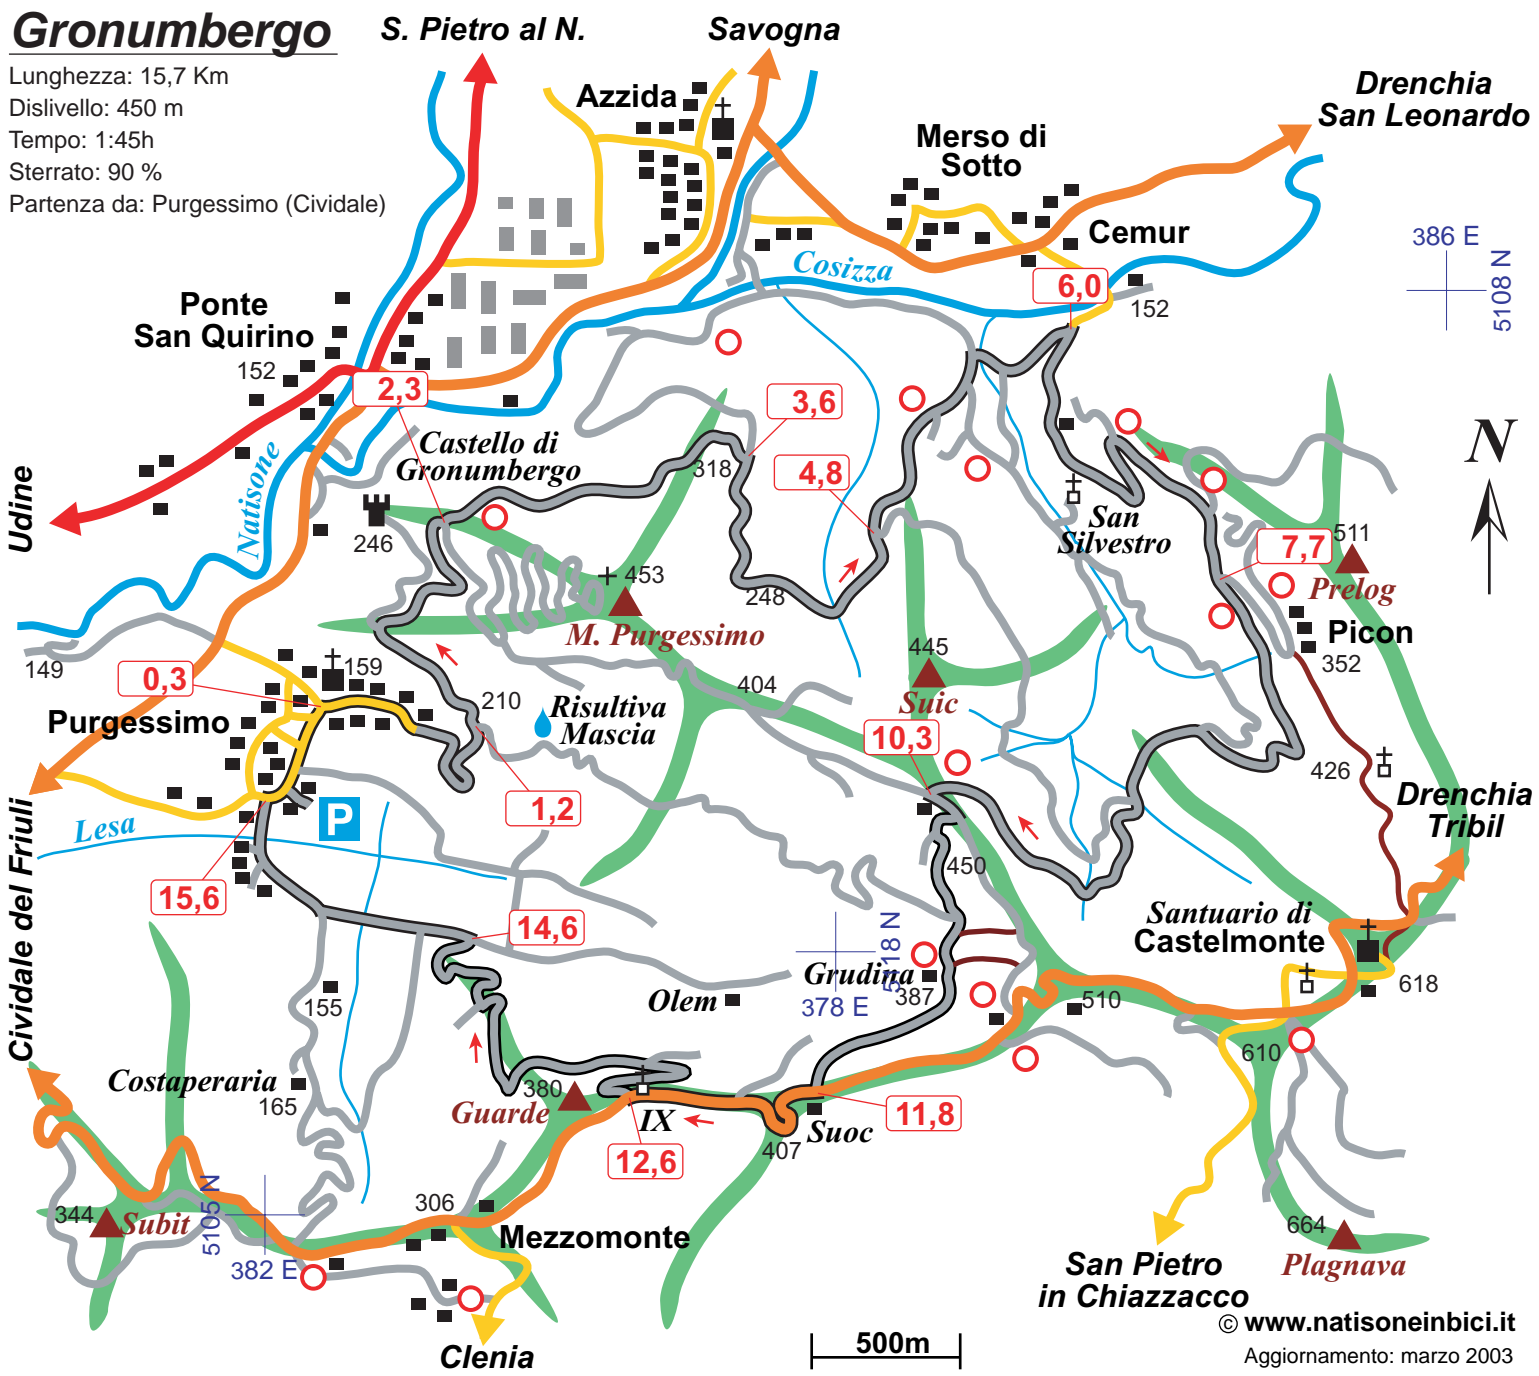 Gronumbergo
Lunghezza: 15,7 Km
Dislivello: 450 m
Tempo: 1:45h
Sterrato: 90 %
Partenza da: Purgessimo (Cividale)
S. Pietro al N.
Savogna
Azzida
Drenchia
San Leonardo
Merso di
Sotto
Cemur
386 E
5108 N
Cosizza
6,0
152
Ponte
San Quirino
152
2,3
3,6
Castello di
Gronumbergo
318
4,8
N
Udine
Natisone
246
San
Silvestro
7,7
511
Prelog
453
248
M. Purgessimo
Picon
352
149
159
0,3
445
Suic
404
210
Purgessimo
Risultiva
Mascia
10,3
426
Drenchia
Tribil
1,2
P
Lesa
450
15,6
14,6
Santuario di
Castelmonte
Cividale del Friuli
5118 N
Grudina
387
378 E
618
Olem
510
155
610
Costaperaria
165
380
Guarde
IX
11,8
Suoc
407
12,6
306
344
Subit
5105 N
382 E
Mezzomonte
664
Plagnava
San Pietro
in Chiazzacco
Clenia
500m
© www.natisoneinbici.it
Aggiornamento: marzo 2003